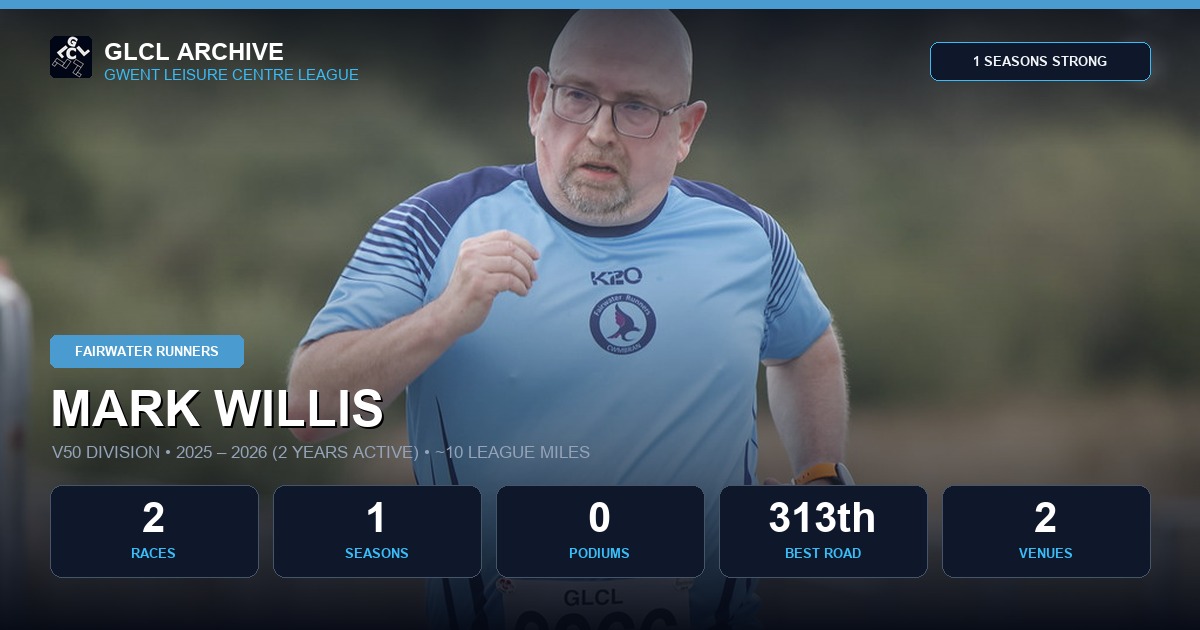 GLCL ARCHIVE
GWENT LEISURE CENTRE LEAGUE
1 SEASONS STRONG
K2O
Fairwater Runners
CWMBRAN
FAIRWATER RUNNERS
MARK WILLIS
V50 DIVISION • 2025 – 2026 (2 YEARS ACTIVE) • ~10 LEAGUE MILES
2
RACES
1
SEASONS
0
PODIUMS
313th
BEST ROAD
2
VENUES
GLCL